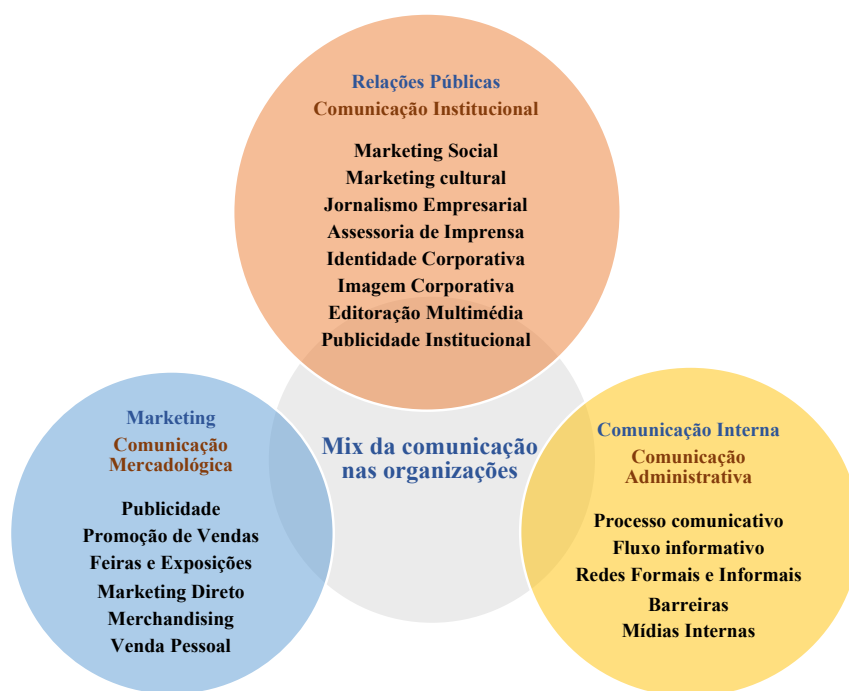 Relações Públicas
Comunicação Institucional
Marketing Social
Marketing cultural
Jornalismo Empresarial
Assessoria de Imprensa
Identidade Corporativa
Imagem Corporativa
Editoração Multimédia
Publicidade Institucional
Mix da comunicação
nas organizações
Marketing
Comunicação
Mercadológica
Publicidade
Promoção de Vendas
Feiras e Exposições
Marketing Direto
Merchandising
Venda Pessoal
Comunicação Interna
Comunicação
Administrativa
Processo comunicativo
Fluxo informativo
Redes Formais e Informais
Barreiras
Mídias Internas